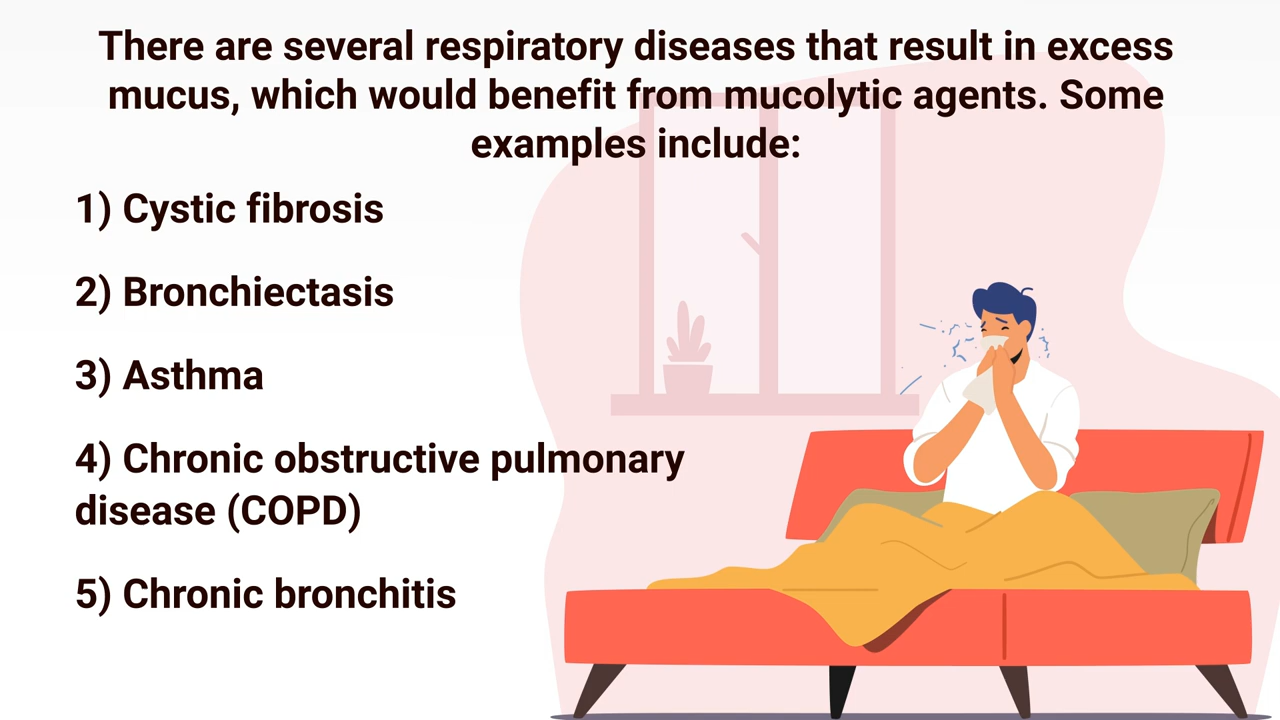 There are several respiratory diseases that result in excess
mucus, which would benefit from mucolytic agents. Some
examples include:
1) Cystic fibrosis
2) Bronchiectasis
3) Asthma
4) Chronic obstructive pulmonary
disease (COPD)
5) Chronic bronchitis